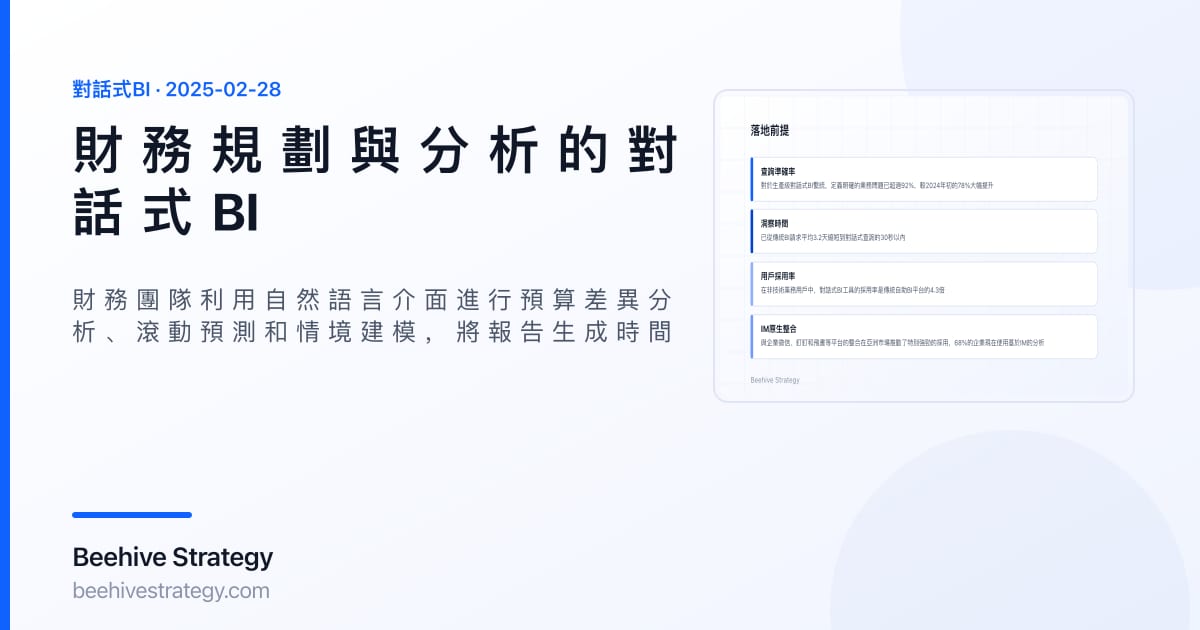 對話式BI · 2025-02-28
財務規劃與分析的對
話式BI
財務團隊利用自然語言介面進行預算差異分
析、滾動預測和情境建模，將報告生成時間
落地前提
查詢準確率
對於生產級對話式BI系統，定義明確的業務問題已超過92%，較2024年初的78%大幅提升
洞察時間
已從傳統BI請求平均3.2天縮短到對話式查詢的30秒以內
用戶採用率
在非技術業務用戶中，對話式BI工具的採用率是傳統自助BI平台的4.3倍
IM原生整合
與企業微信、釘釘和飛書等平台的整合在亞洲市場推動了特別強勁的採用，68%的企業現在使用基於IM的分析
Beehive Strategy
Beehive Strategy
beehivestrategy.com